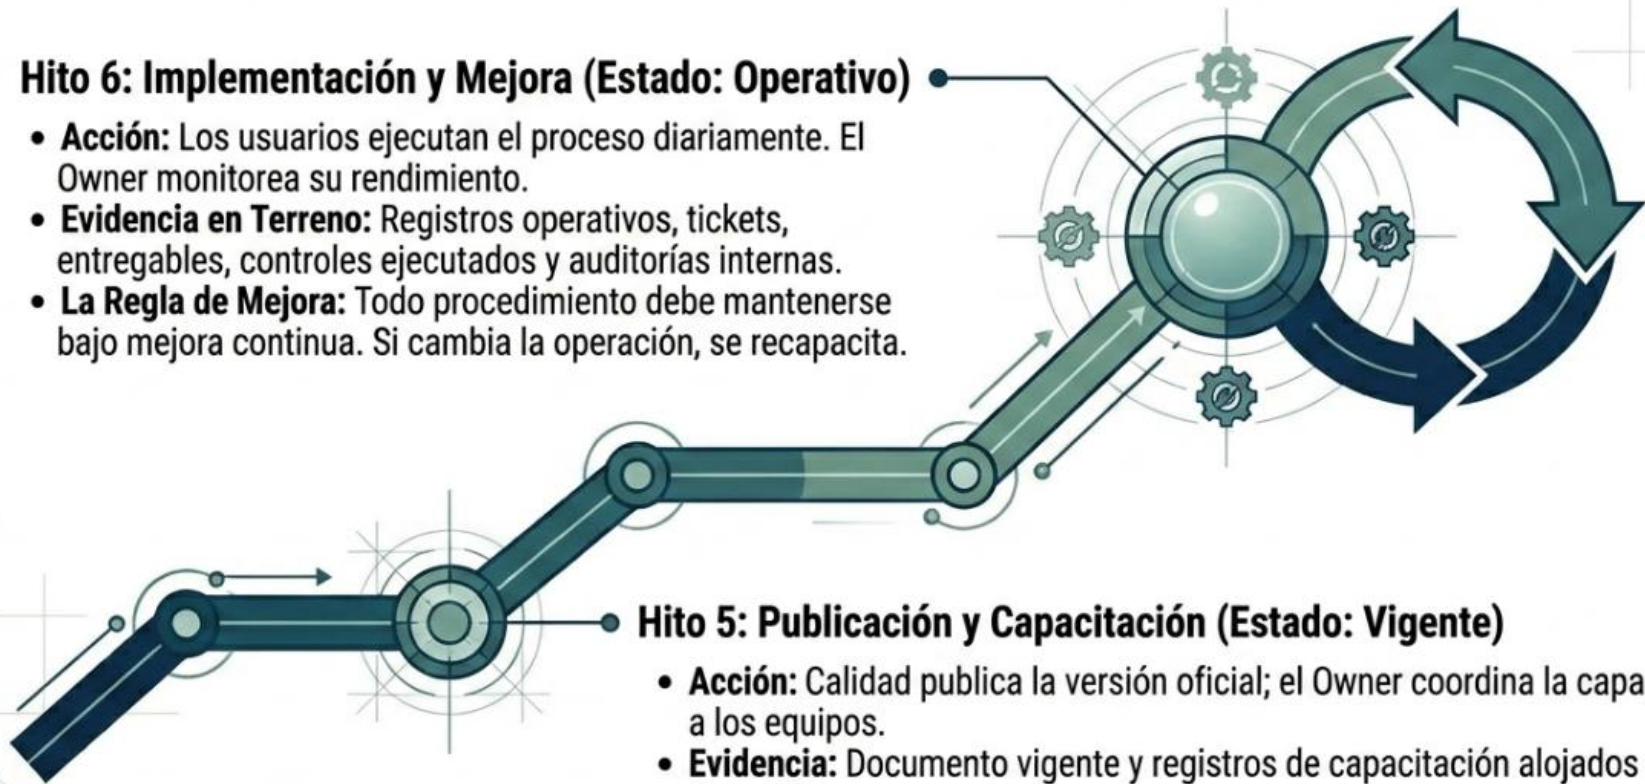 Hito 6: Implementación y Mejora (Estado: Operativo)
• Acción: Los usuarios ejecutan el proceso diariamente. El
Owner monitorea su rendimiento.
• Evidencia en Terreno: Registros operativos, tickets,
entregables, controles ejecutados y auditorías internas.
• La Regla de Mejora: Todo procedimiento debe mantenerse
bajo mejora continua. Si cambia la operación, se recapacita.
Hito 5: Publicación y Capacitación (Estado: Vigente)
• Acción: Calidad publica la versión oficial; el Owner coordina la capa
a los equipos.
• Evidencia: Documento vigente y registros de capacitación alojados